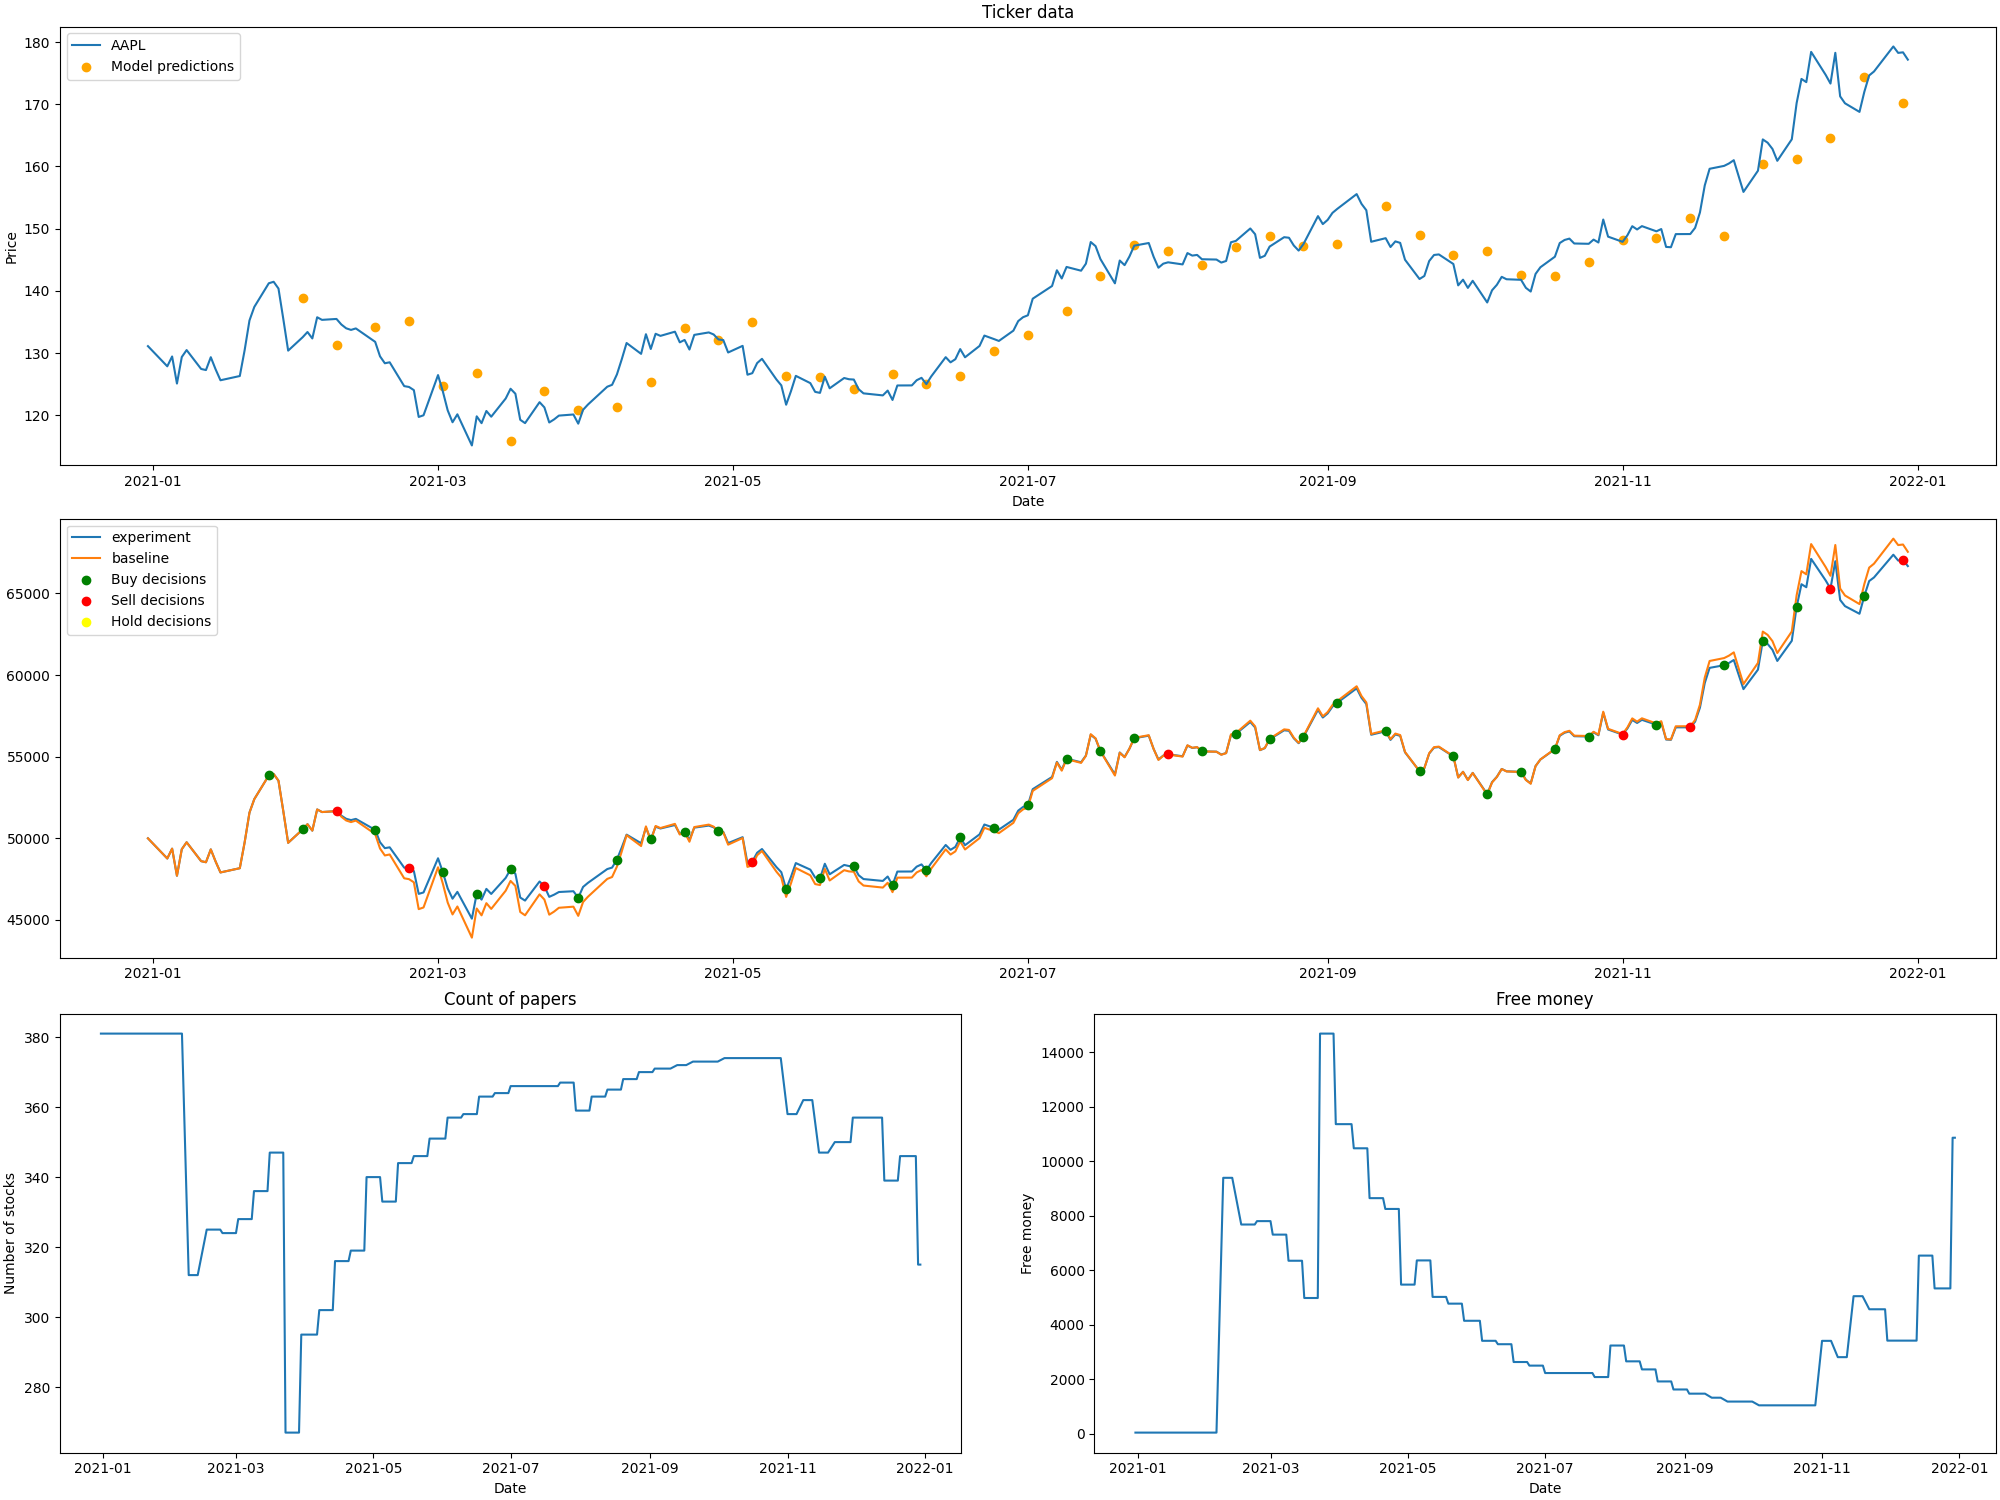 Ticker data
AAPL
Model predictions
180
170
160
150
140
130
120
Price
2021-01 2021-03 2021-05 2021-07 2021-09 2021-11 2022-01
Date
experiment
baseline
Buy decisions
Sell decisions
Hold decisions
65000
60000
55000
50000
45000
2021-01 2021-03 2021-05 2021-07 2021-09 2021-11 2022-01
Count of papers
380
360
340
320
300
280
Number of stocks
2021-01 2021-03 2021-05 2021-07 2021-09 2021-11 2022-01
Date
Free money
14000
12000
10000
8000
6000
4000
2000
0
Free money
2021-01 2021-03 2021-05 2021-07 2021-09 2021-11 2022-01
Date